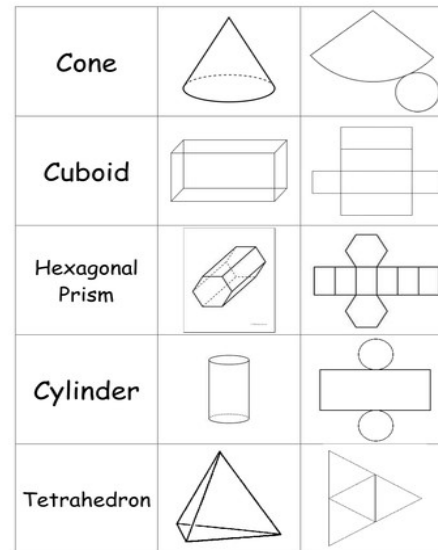 Cone
Cuboid
Hexagonal
Prism
Cylinder
Tetrahedron